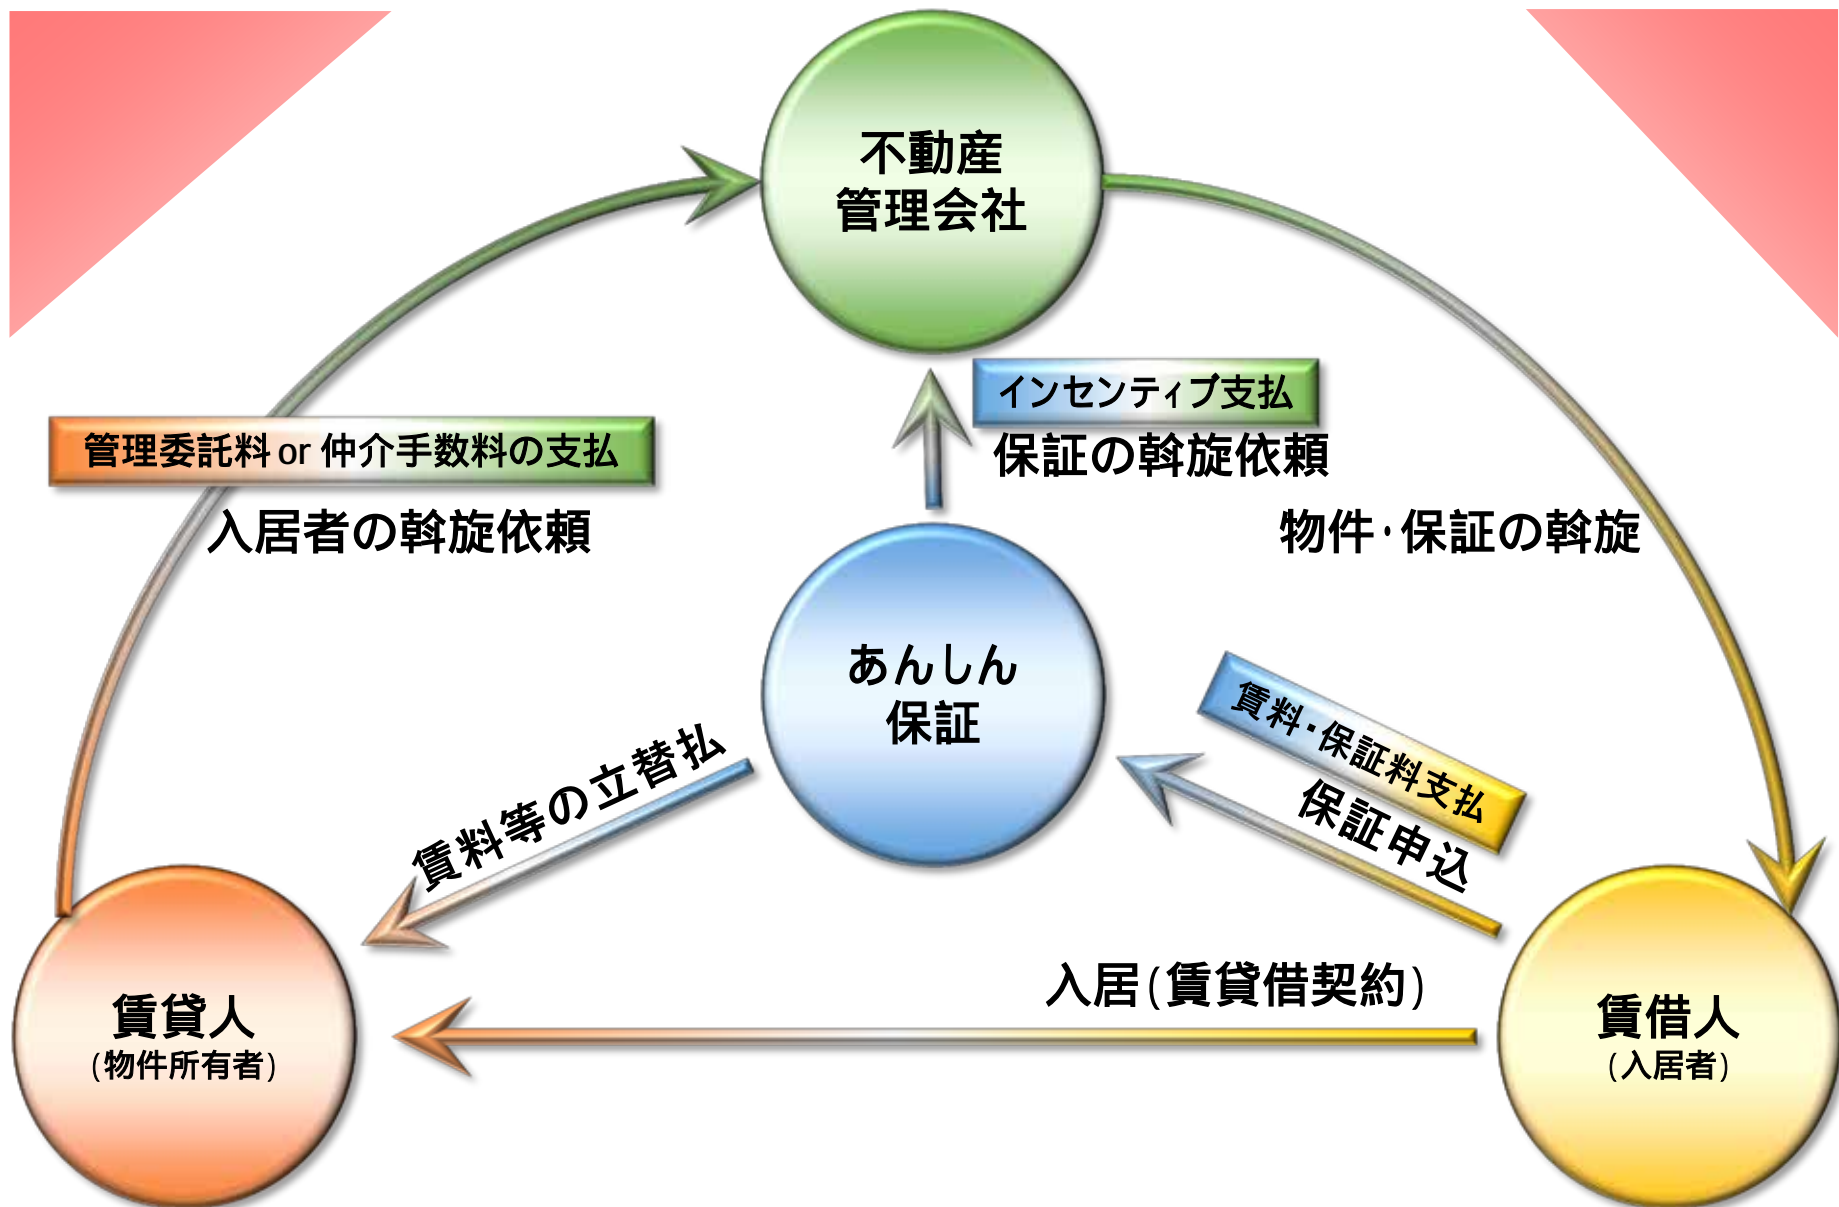 不動産
管理会社
インセンティブ支払
保証の斡旋依頼
管理委託料 or 仲介手数料の支払
入居者の斡旋依頼
物件・保証の斡旋
あんしん
保証
賃料・保証料支払
保証申込
賃料等の立替払
入居(賃貸借契約)
賃貸人
(物件所有者)
賃借人
(入居者)